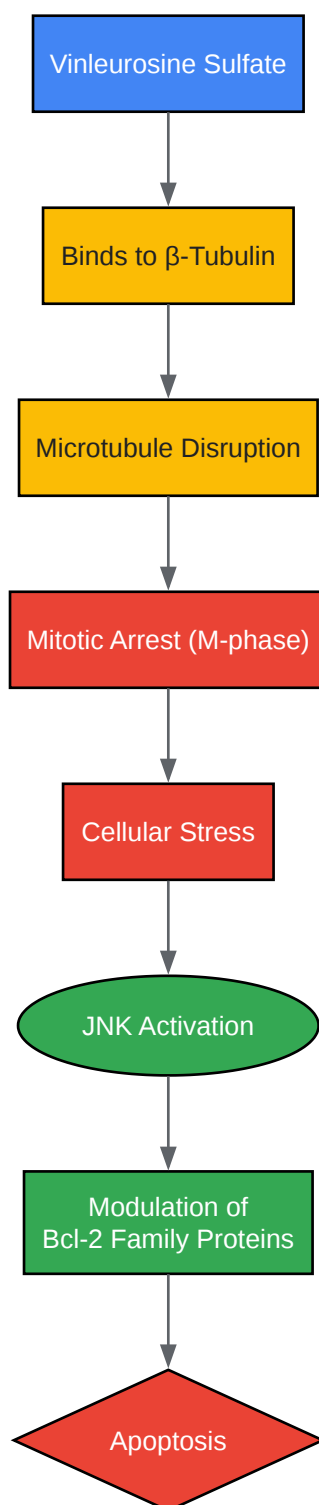 Vinleurosine Sulfate
Binds to β-Tubulin
Microtubule Disruption
Mitotic Arrest (M-phase)
Cellular Stress
JNK Activation
Modulation of
Bcl-2 Family Proteins
Apoptosis